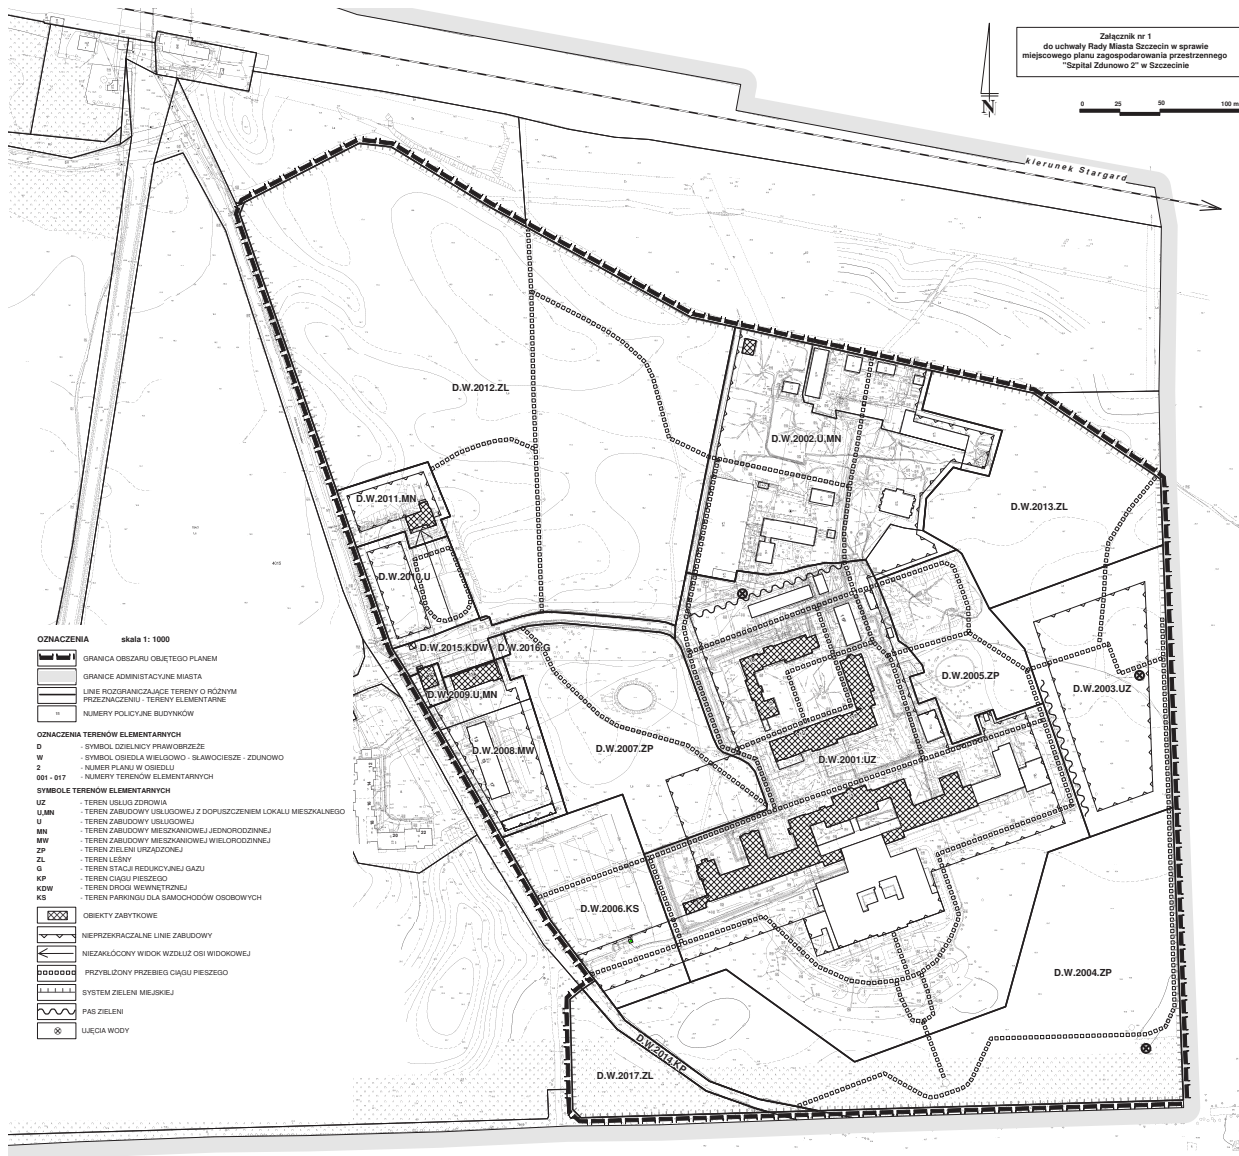 Załącznik nr 1
do uchwały Rady Miasta Szczecin w sprawie
miejscowego planu zagospodarowania przestrzennego
"Szpital Zdunowo 2" w Szczecinie
N
0 25 50 100 m
kierunek Stargard
D.W.2012.ZL
D.W.2002.U,MN
D.W.2011.MN
D.W.2013.ZL
D.W.2010.U
D.W.2015.KDW
D.W.2016.G
D.W.2005.ZP
D.W.2003.UZ
D.W.2009.U,MN
D.W.2008.MW
D.W.2007.ZP
D.W.2001.UZ
D.W.2006.KS
D.W.2004.ZP
D.W.2014.KP
D.W.2017.ZL
OZNACZENIA skala 1: 1000
GRANICA OBSZARU OBJĘTEGO PLANEM
GRANICE ADMINISTACYJNE MIASTA
LINIE ROZGRANICZAJĄCE TERENY O RÓŻNYM
PRZEZNACZENIU - TERENY ELEMENTARNE
NUMERY POLICYJNE BUDYNKÓW
OZNACZENIA TERENÓW ELEMENTARNYCH
D - SYMBOL DZIELNICY PRAWOBRZEŻE
W - SYMBOL OSIEDLA WIELGOWO - SŁAWOCIESZE - ZDUNOWO
2 - NUMER PLANU W OSIEDLU
001 - 017 - NUMERY TERENÓW ELEMENTARNYCH
SYMBOLE TERENÓW ELEMENTARNYCH
UZ - TEREN USŁUG ZDROWIA
U,MN - TEREN ZABUDOWY USŁUGOWEJ Z DOPUSZCZENIEM LOKALU MIESZKALNEGO
U - TEREN ZABUDOWY USŁUGOWEJ
MN - TEREN ZABUDOWY MIESZKANIOWEJ JEDNORODZINNEJ
MW - TEREN ZABUDOWY MIESZKANIOWEJ WIELORODZINNEJ
ZP - TEREN ZIELENI URZĄDZONEJ
ZL - TEREN LEŚNY
G - TEREN STACJI REDUKCYJNEJ GAZU
KP - TEREN CIĄGU PIESZEGO
KDW - TEREN DROGI WEWNĘTRZNEJ
KS - TEREN PARKINGU DLA SAMOCHODÓW OSOBOWYCH
OBIEKTY ZABYTKOWE
NIEPRZEKRACZALNE LINIE ZABUDOWY
NIEZAKŁÓCONY WIDOK WZDŁUŻ OSI WIDOKOWEJ
PRZYBLIŻONY PRZEBIEG CIĄGU PIESZEGO
SYSTEM ZIELENI MIEJSKIEJ
PAS ZIELENI
UJĘCIA WODY